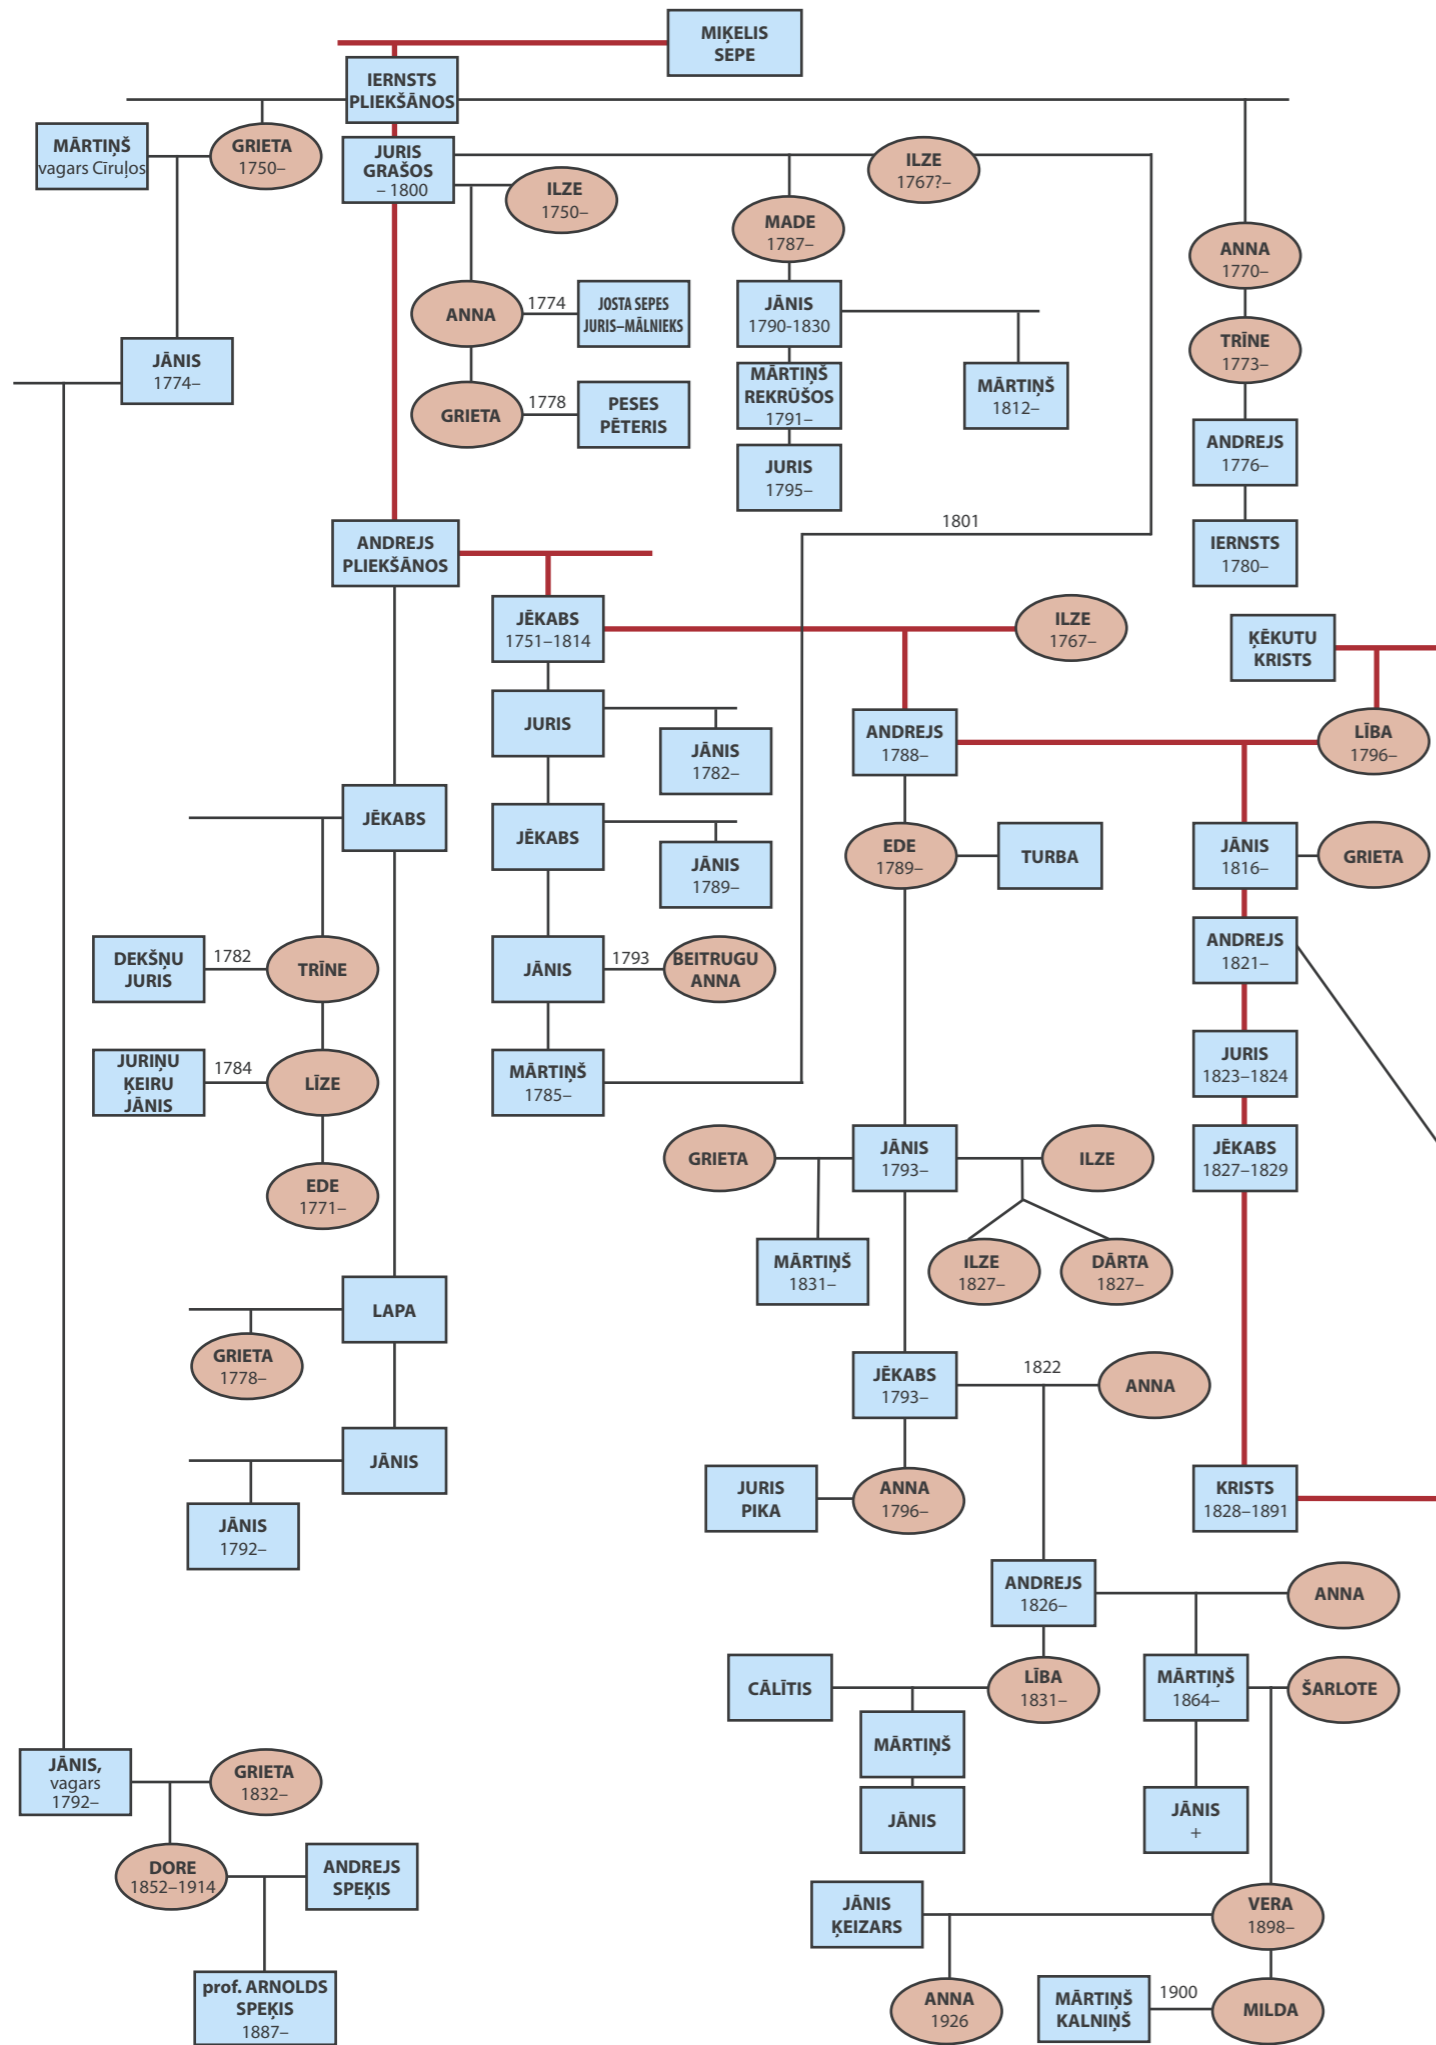 MIĶELIS
SEPE
IERNSTS
PLIEKŠĀNOS
MĀRTIŅŠ
vagars Cīruļos
GRIETA
1750–
JURIS
GRAŠOS
– 1800
ILZE
1750–
ILZE
1767?–
MADE
1787–
ANNA
1770–
ANNA
1774
JOSTA SEPES
JURIS–MĀLNIEKS
JĀNIS
1790-1830
TRĪNE
1773–
JĀNIS
1774–
GRIETA
1778
PESES
PĒTERIS
MĀRTIŅŠ
REKRŪŠOS
1791–
MĀRTIŅŠ
1812–
ANDREJS
1776–
JURIS
1795–
1801
ANDREJS
PLIEKŠĀNOS
IERNSTS
1780–
JĒKABS
1751–1814
ILZE
1767–
ĶĒKUTU
KRISTS
JURIS
JĀNIS
1782–
ANDREJS
1788–
LĪBA
1796–
JĒKABS
JĒKABS
JĀNIS
1789–
EDE
1789–
TURBA
JĀNIS
1816–
GRIETA
DEKŠŅU
JURIS
1782
TRĪNE
JĀNIS
1793
BEITRUGU
ANNA
ANDREJS
1821–
JURIŅU
ĶEIRU
JĀNIS
1784
LĪZE
MĀRTIŅŠ
1785–
JURIS
1823–1824
EDE
1771–
GRIETA
JĀNIS
1793–
ILZE
JĒKABS
1827–1829
MĀRTIŅŠ
1831–
ILZE
1827–
DĀRTA
1827–
LAPA
GRIETA
1778–
JĒKABS
1793–
1822
ANNA
JĀNIS
JURIS
PIKA
ANNA
1796–
KRISTS
1828–1891
JĀNIS
1792–
ANDREJS
1826–
ANNA
CĀLĪTIS
LĪBA
1831–
MĀRTIŅŠ
1864–
ŠARLOTE
MĀRTIŅŠ
JĀNIS,
vagars
1792–
GRIETA
1832–
JĀNIS
JĀNIS
+
DORE
1852–1914
ANDREJS
SPEĶIS
JĀNIS
ĶEIZARS
VERA
1898–
prof. ARNOLDS
SPEĶIS
1887–
ANNA
1926
MĀRTIŅŠ
KALNIŅŠ
1900
MILDA